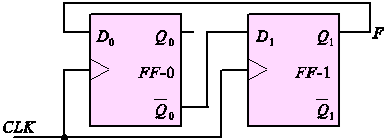 D₀ Q₀ D₁ Q₁ F
FF-0 FF-1
Q̅₀ Q̅₁
CLK